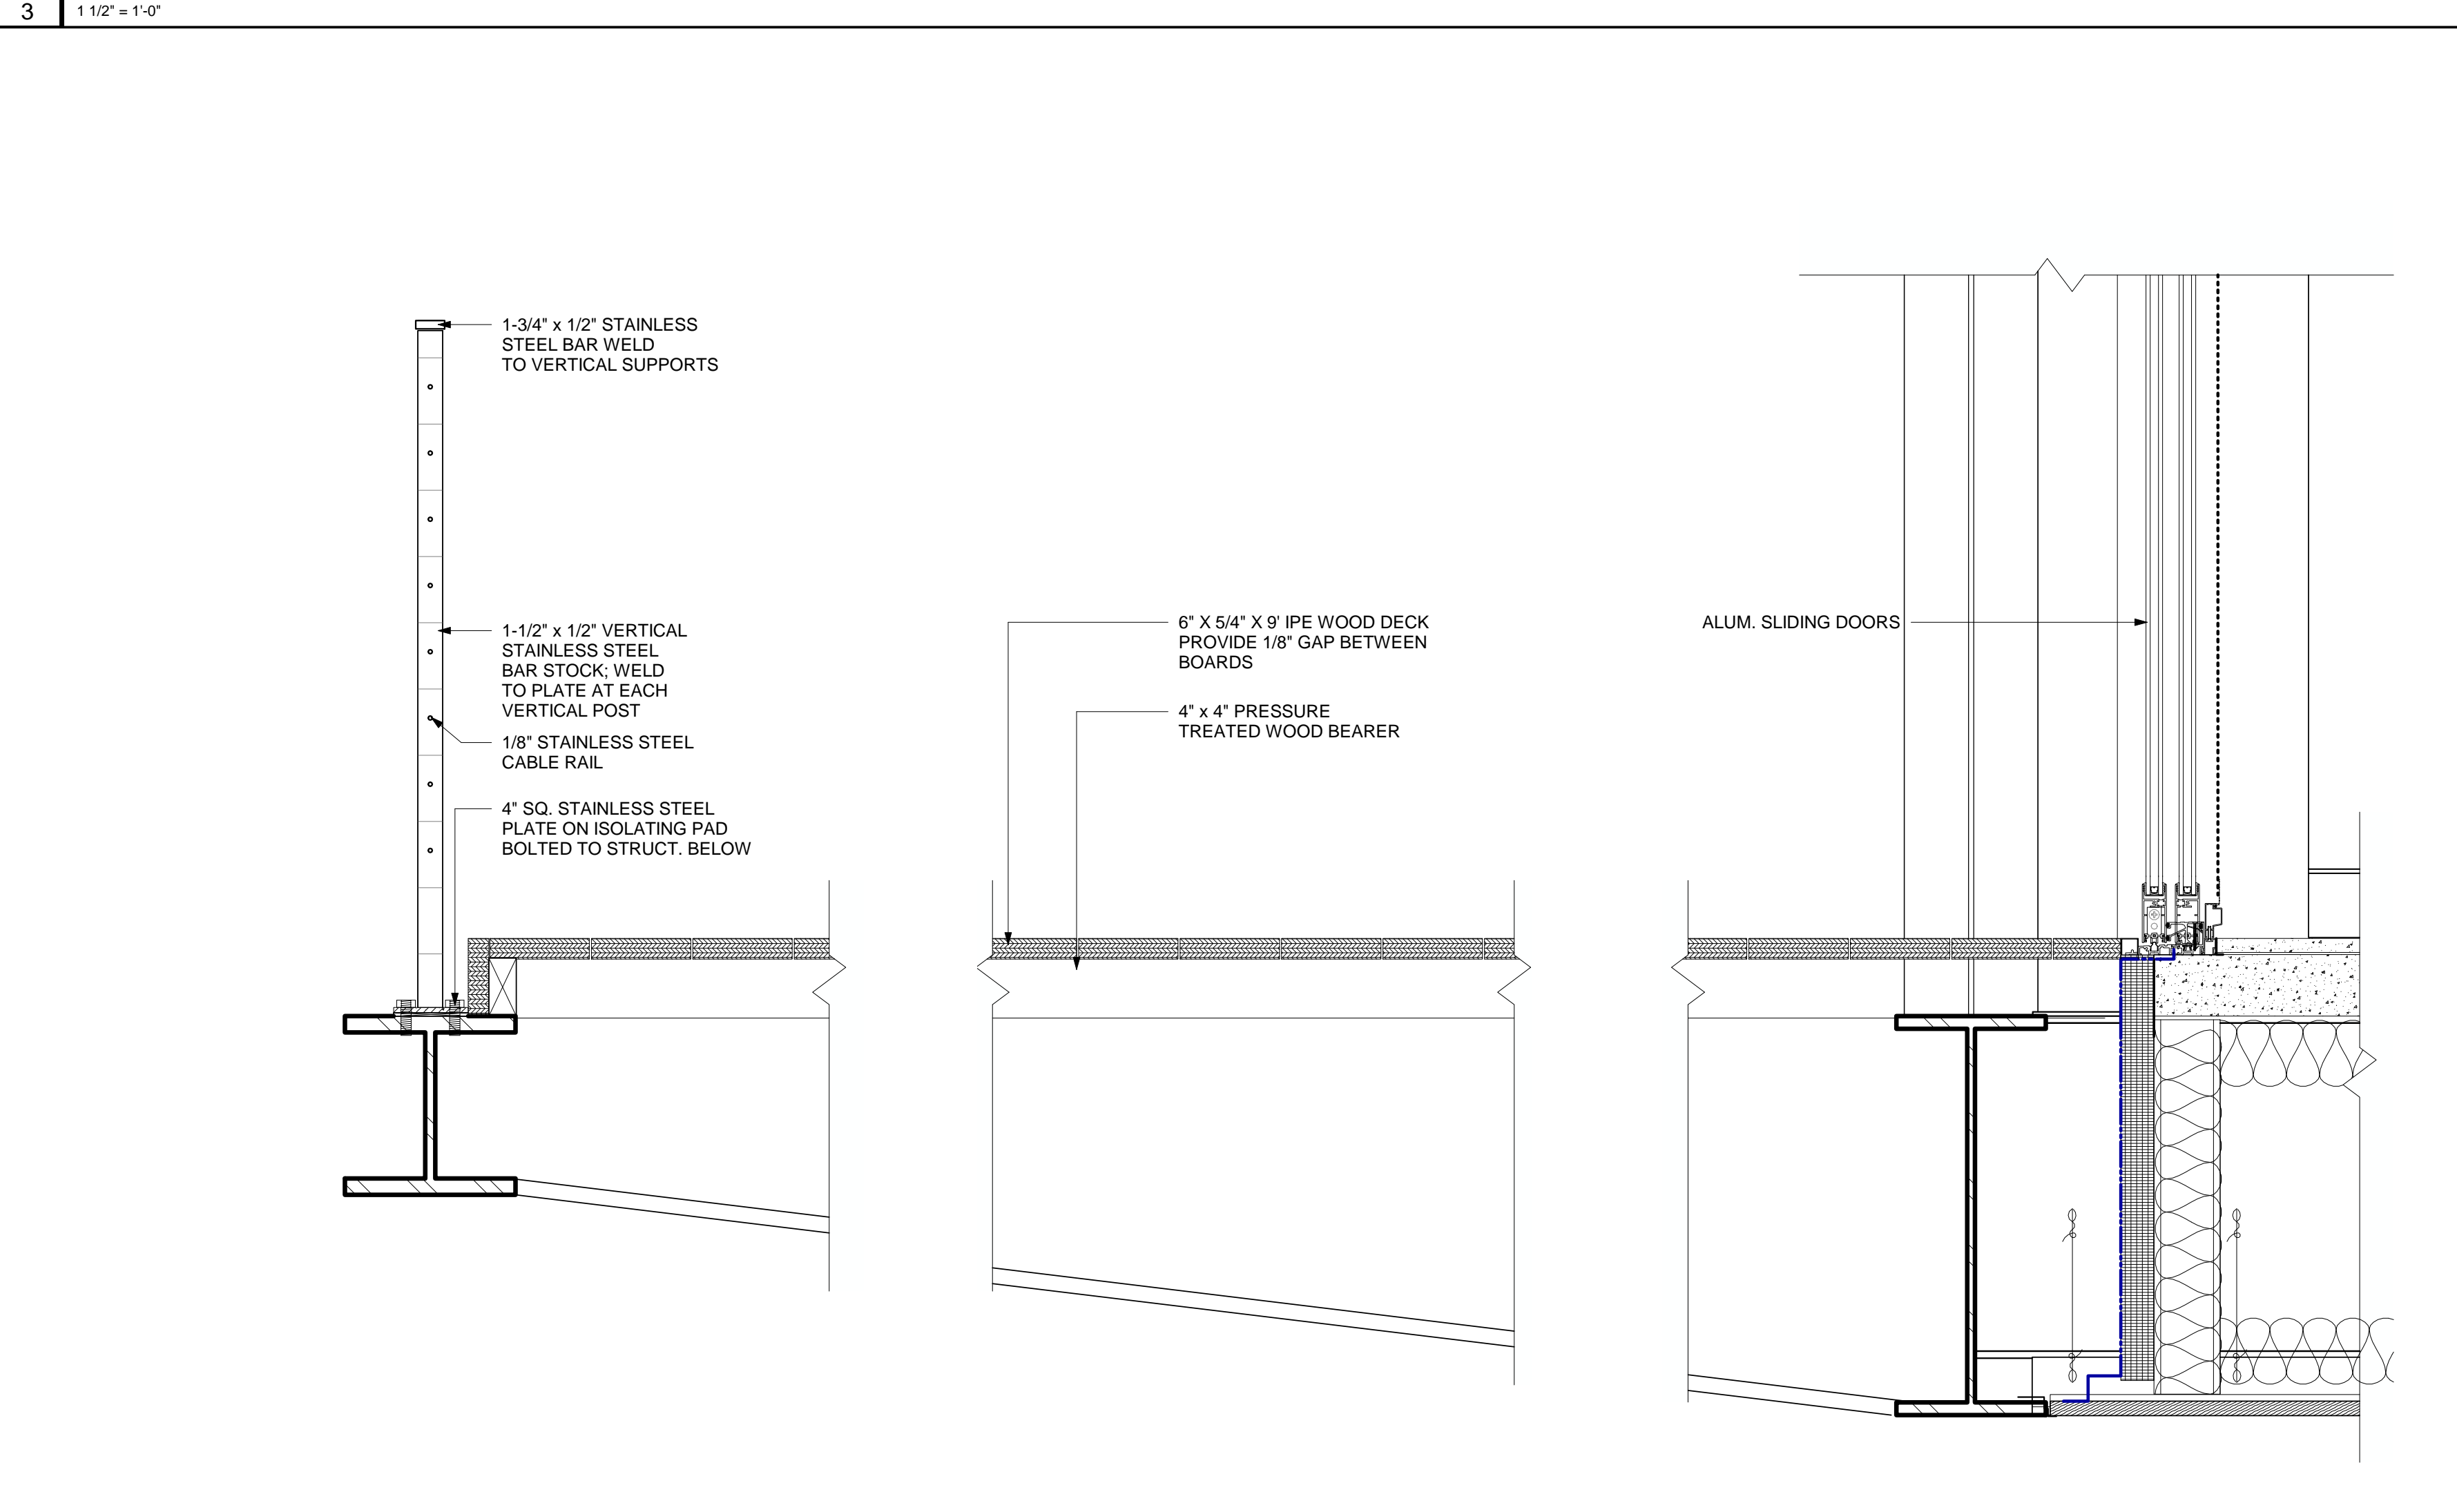 3
1 1/2" = 1'-0"
1-3/4" x 1/2" STAINLESS
STEEL BAR WELD
TO VERTICAL SUPPORTS
1-1/2" x 1/2" VERTICAL
STAINLESS STEEL
BAR STOCK; WELD
TO PLATE AT EACH
VERTICAL POST
1/8" STAINLESS STEEL
CABLE RAIL
4" SQ. STAINLESS STEEL
PLATE ON ISOLATING PAD
BOLTED TO STRUCT. BELOW
6" X 5/4" X 9' IPE WOOD DECK
PROVIDE 1/8" GAP BETWEEN
BOARDS
4" x 4" PRESSURE
TREATED WOOD BEARER
ALUM. SLIDING DOORS